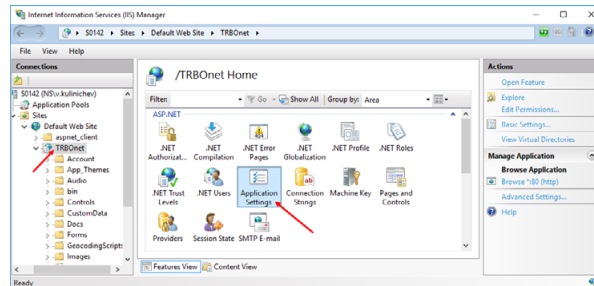 Internet Information Services (IIS) Manager
S0142 ▸ Sites ▸ Default Web Site ▸ TRBOnet ▸
File View Help
Connections
S0142 (NS\v.kulinichev)
Application Pools
Sites
Default Web Site
aspnet_client
TRBOnet
Account
App_Themes
Audio
bin
Controls
CustomData
Docs
Forms
GeocodingScripts
Images
/TRBOnet Home
Filter: Go Show All Group by: Area
ASP.NET
.NET Authorizat...
.NET Compilation
.NET Error Pages
.NET Globalization
.NET Profile
.NET Roles
.NET Trust Levels
.NET Users
Application Settings
Connection Strings
Machine Key
Pages and Controls
Providers
Session State
SMTP E-mail
Features View Content View
Actions
Open Feature
Explore
Edit Permissions...
Basic Settings...
View Virtual Directories
Manage Application
Browse Application
Browse *:80 (http)
Advanced Settings...
Help
Ready